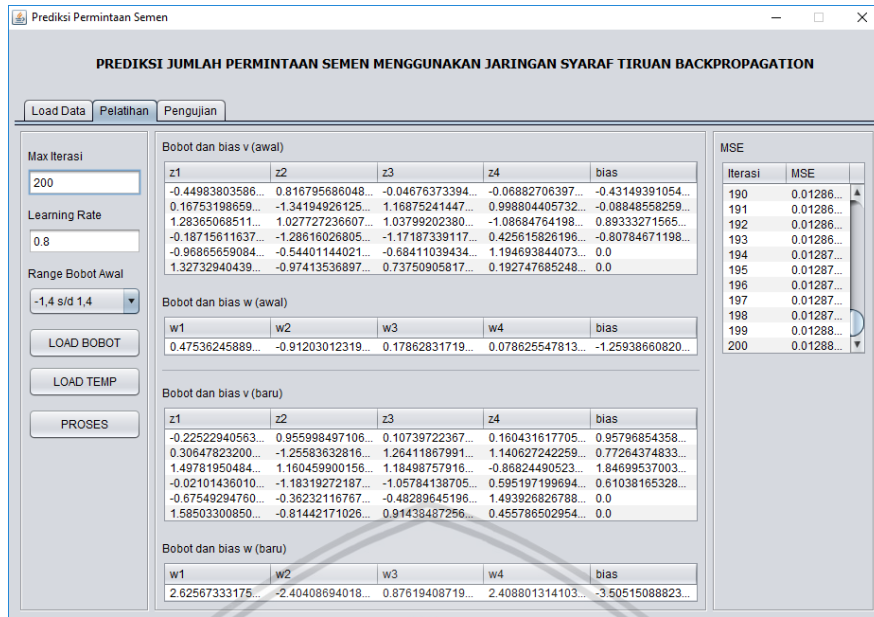 Prediksi Permintaan Semen
PREDIKSI JUMLAH PERMINTAAN SEMEN MENGGUNAKAN JARINGAN SYARAF TIRUAN BACKPROPAGATION
Load Data Pelatihan Pengujian
Max Iterasi
200
Learning Rate
0.8
Range Bobot Awal
-1,4 s/d 1,4
LOAD BOBOT
LOAD TEMP
PROSES
Bobot dan bias v (awal)
z1 z2 z3 z4 bias
-0.44983803586... 0.816795686048... -0.04676373394... -0.06882706397... -0.43149391054...
0.16753198659... -1.34194926125... 1.16875241447... 0.998804405732... -0.08848558259...
1.28365068511... 1.027727236607... 1.03799202380... -1.08684764198... 0.89333271565...
-0.18715611637... -1.28616026805... -1.17187339117... 0.425615826196... -0.80784671198...
-0.96865659084... -0.54401144021... -0.68411039434... 1.194693844073... 0.0
1.32732940439... -0.97413536897... 0.73750905817... 0.192747685248... 0.0
Bobot dan bias w (awal)
w1 w2 w3 w4 bias
0.47536245889... -0.91203012319... 0.17862831719... 0.078625547813... -1.25938660820...
Bobot dan bias v (baru)
z1 z2 z3 z4 bias
-0.22522940563... 0.955998497106... 0.10739722367... 0.160431617705... 0.95796854358...
0.30647823200... -1.25583632816... 1.26411867991... 1.140627242259... 0.77264374833...
1.49781950484... 1.160459900156... 1.18498757916... -0.86824490523... 1.84699537003...
-0.02101436010... -1.18319272187... -1.05784138705... 0.595197199694... 0.61038165328...
-0.67549294760... -0.36232116767... -0.48289645196... 1.493926826788... 0.0
1.58503300850... -0.81442171026... 0.91438487256... 0.455786502954... 0.0
Bobot dan bias w (baru)
w1 w2 w3 w4 bias
2.62567333175... -2.40408694018... 0.87619408719... 2.408801314103... -3.50515088823...
MSE
Iterasi MSE
190 0.01286...
191 0.01286...
192 0.01286...
193 0.01286...
194 0.01287...
195 0.01287...
196 0.01287...
197 0.01287...
198 0.01287...
199 0.01288...
200 0.01288...